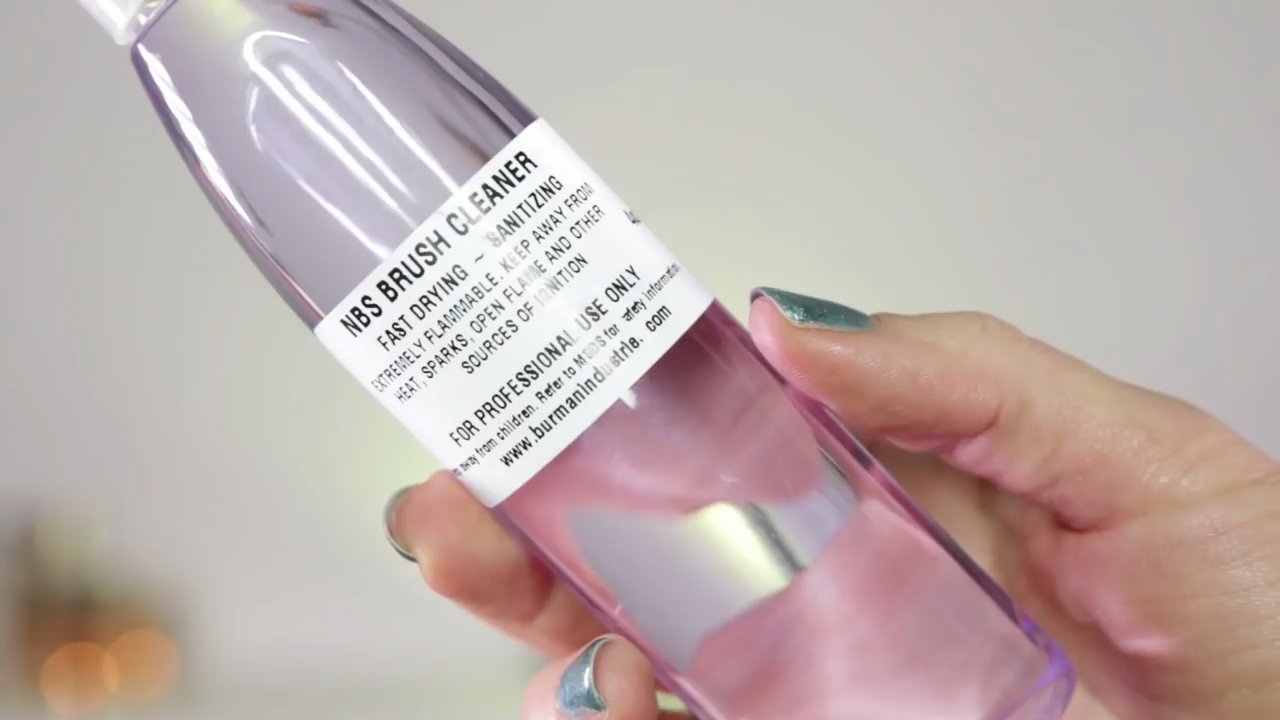 NBS BRUSH CLEANER
FAST DRYING ~ SANITIZING
EXTREMELY FLAMMABLE. KEEP AWAY FROM
HEAT, SPARKS, OPEN FLAME AND OTHER
SOURCES OF IGNITION
FOR PROFESSIONAL USE ONLY
away from children. Refer to MSDS for safety information
www.burmanindustrie. com